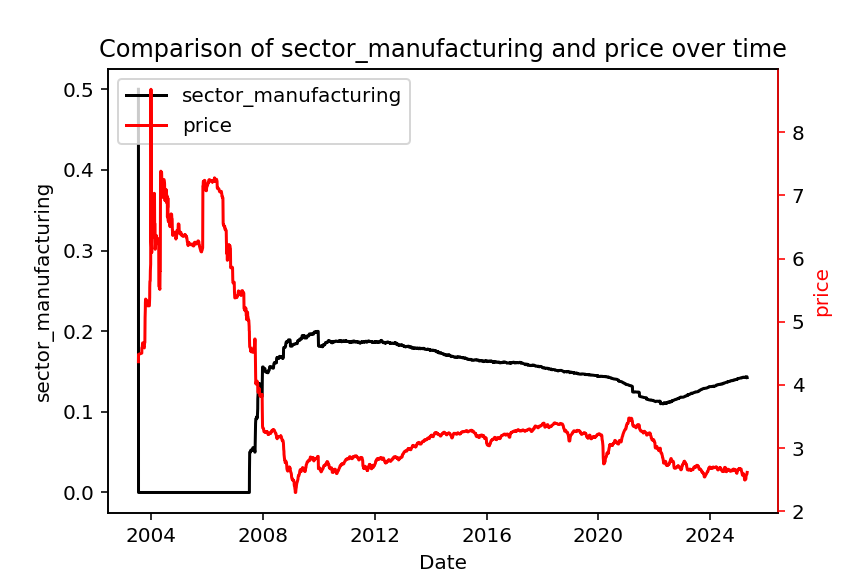 Comparison of sector_manufacturing and price over time
sector_manufacturing
price
0.5
0.4
0.3
0.2
0.1
0.0
sector_manufacturing
8
7
6
5
4
3
2
price
2004 2008 2012 2016 2020 2024
Date